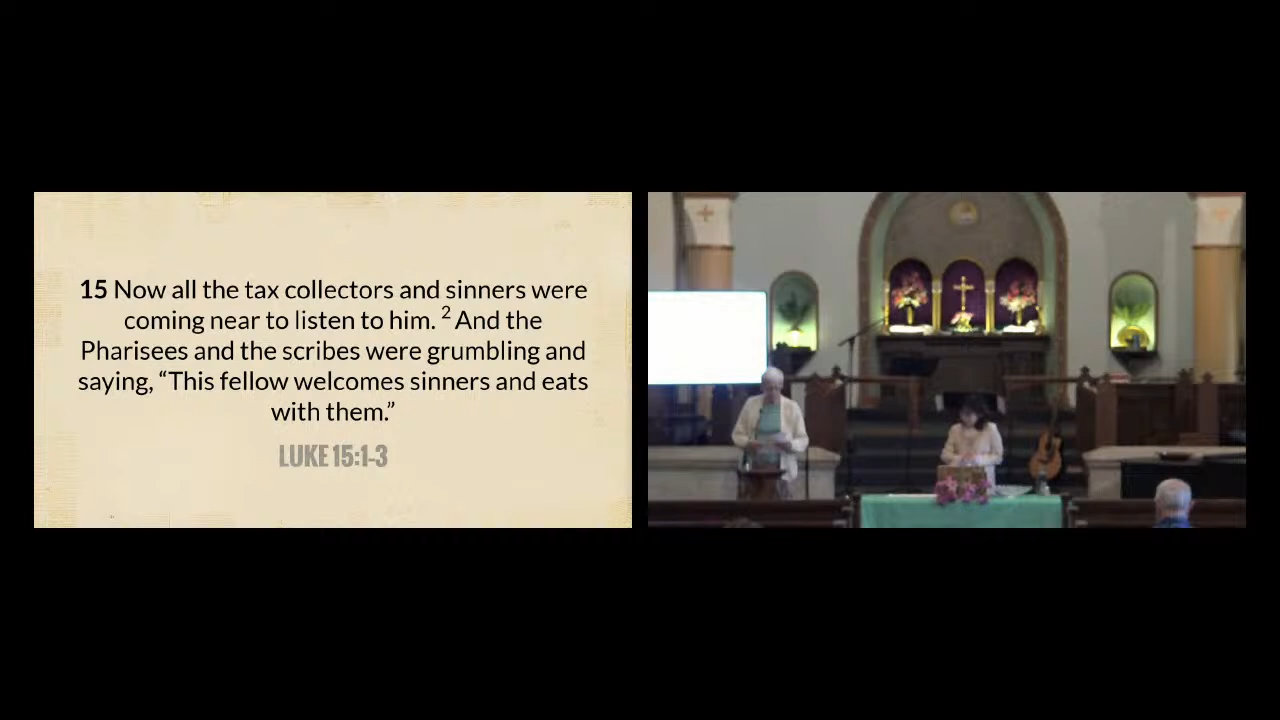 15 Now all the tax collectors and sinners were
coming near to listen to him. 2 And the
Pharisees and the scribes were grumbling and
saying, “This fellow welcomes sinners and eats
with them.”
LUKE 15:1-3